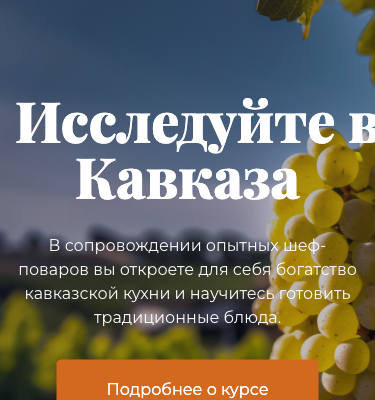 Исследуйте в
Кавказа
В сопровождении опытных шеф-
поваров вы откроете для себя богатство
кавказской кухни и научитесь готовить
традиционные блюда.
Подробнее о курсе